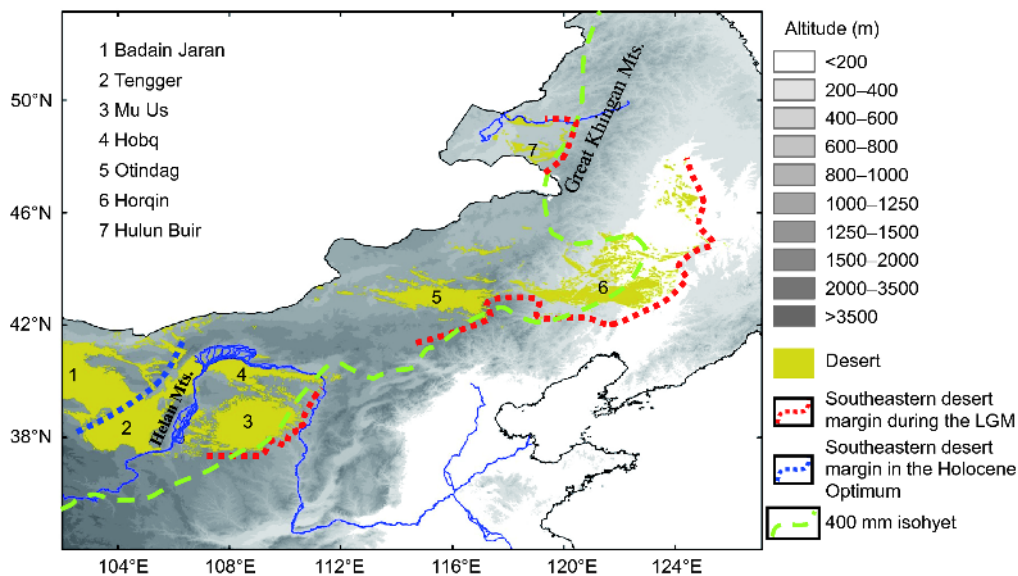 1 Badain Jaran
2 Tengger
3 Mu Us
4 Hobq
5 Otindag
6 Horqin
7 Hulun Buir
50°N
46°N
42°N
38°N
104°E
108°E
112°E
116°E
120°E
124°E
Great Khingan Mts.
Helan Mts.
1
2
3
4
5
6
7
Altitude (m)
<200
200–400
400–600
600–800
800–1000
1000–1250
1250–1500
1500–2000
2000–3500
>3500
Desert
Southeastern desert
margin during the LGM
Southeastern desert
margin in the Holocene
Optimum
400 mm isohyet